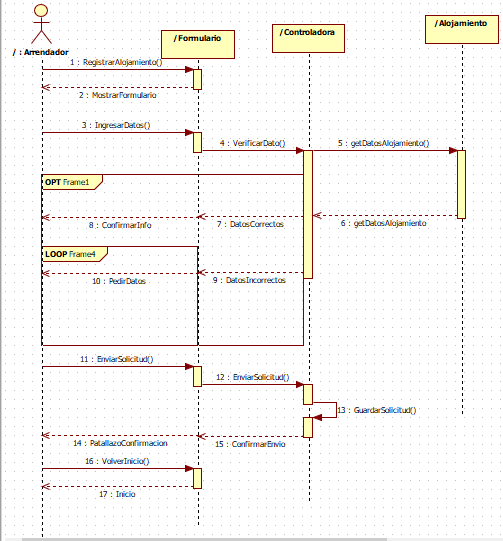 /Alojamiento
/Formulario
/Controladora
/ : Arrendador
1 : RegistrarAlojamiento()
2 : MostrarFormulario
3 : IngresarDatos()
4 : VerificarDato()
5 : getDatosAlojamiento()
OPT Frame1
6 : getDatosAlojamiento
7 : DatosCorrectos
8 : ConfirmarInfo
LOOP Frame4
9 : DatosIncorrectos
10 : PedirDatos
11 : EnviarSolicitud()
12 : EnviarSolicitud()
13 : GuardarSolicitud()
14 : PatallazoConfirmacion
15 : ConfirmarEnvio
16 : VolverInicio()
17 : Inicio